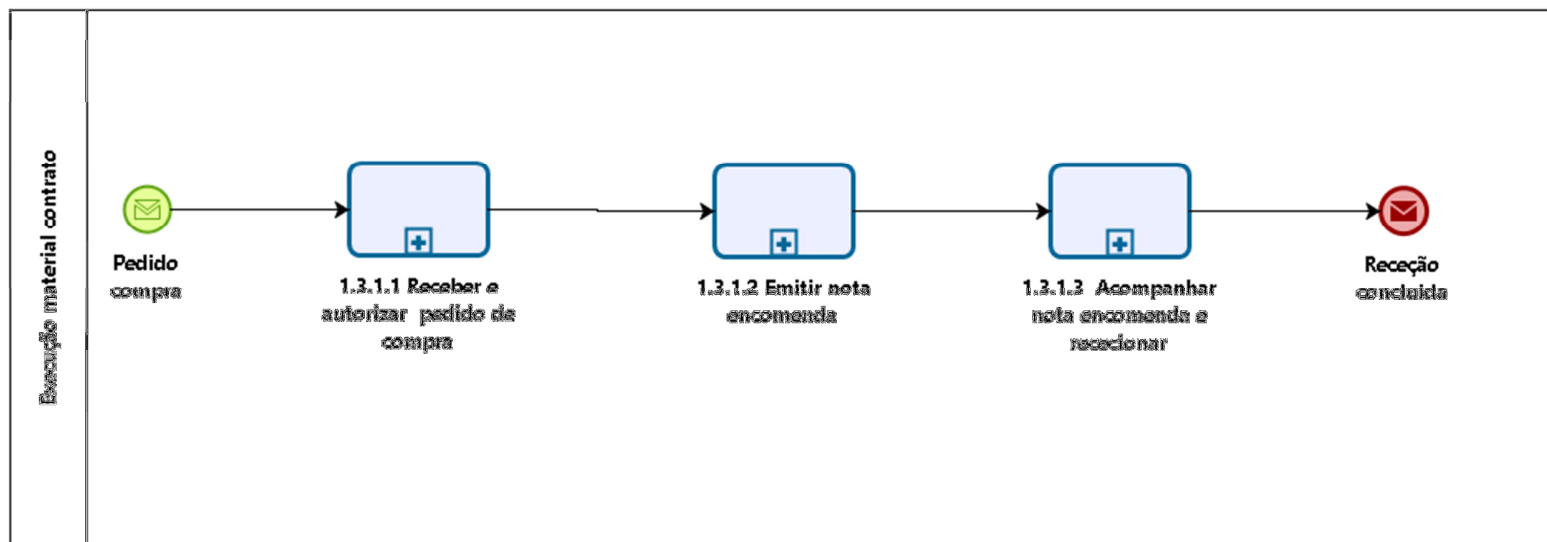 Execução material contrato
Pedido
compra
1.3.1.1 Receber e
autorizar pedido de
compra
1.3.1.2 Emitir nota
encomenda
1.3.1.3 Acompanhar
nota encomenda e
rececionar
Receção
concluida